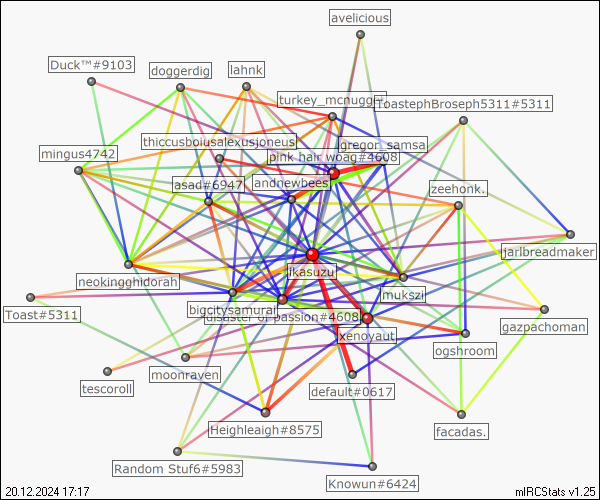 avelicious
Duck™#9103
doggerdig
lahnk
turkey_mcnugget
ToastephBroseph5311#5311
thiccusboiusalexusjoneus
gregor_samsa
mingus4742
pink hair woag#4608
asad#6947
andnewbees
zeehonk.
jarlbreadmaker
ikasuzu
neokingghidorah
mukszi
Toast#5311
bigcitysamurai
disaster of passion#4608
gazpachoman
xenoyaut
ogshroom
moonraven
tescoroll
default#0617
Heighleigh#8575
facadas.
Random Stuf6#5983
Knowun#6424
20.12.2024 17:17
mIRCStats v1.25